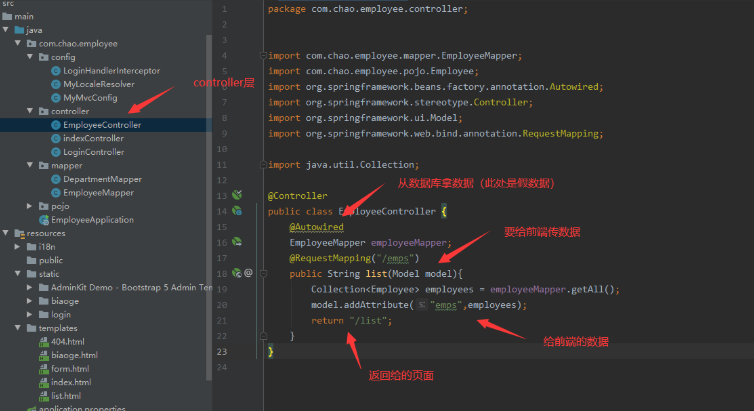 src
main
java
com.chao.employee
config
LoginHandlerInterceptor
MyLocaleResolver
MyMvcConfig
controller
EmployeeController
indexController
LoginController
mapper
DepartmentMapper
EmployeeMapper
pojo
EmployeeApplication
resources
i18n
public
static
AdminKit Demo - Bootstrap 5 Admin Tem
biaoge
login
templates
404.html
biaoge.html
form.html
index.html
list.html
application.properties
controller层
1 package com.chao.employee.controller;
2
3
4 import com.chao.employee.mapper.EmployeeMapper;
5 import com.chao.employee.pojo.Employee;
6 import org.springframework.beans.factory.annotation.Autowired;
7 import org.springframework.stereotype.Controller;
8 import org.springframework.ui.Model;
9 import org.springframework.web.bind.annotation.RequestMapping;
10
11 import java.util.Collection;
12
从数据库拿数据（此处是假数据）
13 @Controller
14 public class EmployeeController {
15 @Autowired
16 EmployeeMapper employeeMapper;
要给前端传数据
17 @RequestMapping("/emps")
18 @ public String list(Model model){
19 Collection<Employee> employees = employeeMapper.getAll();
20 model.addAttribute( s: "emps",employees);
21 return "/list";
给前端的数据
22 }
23 }
返回给的页面
24